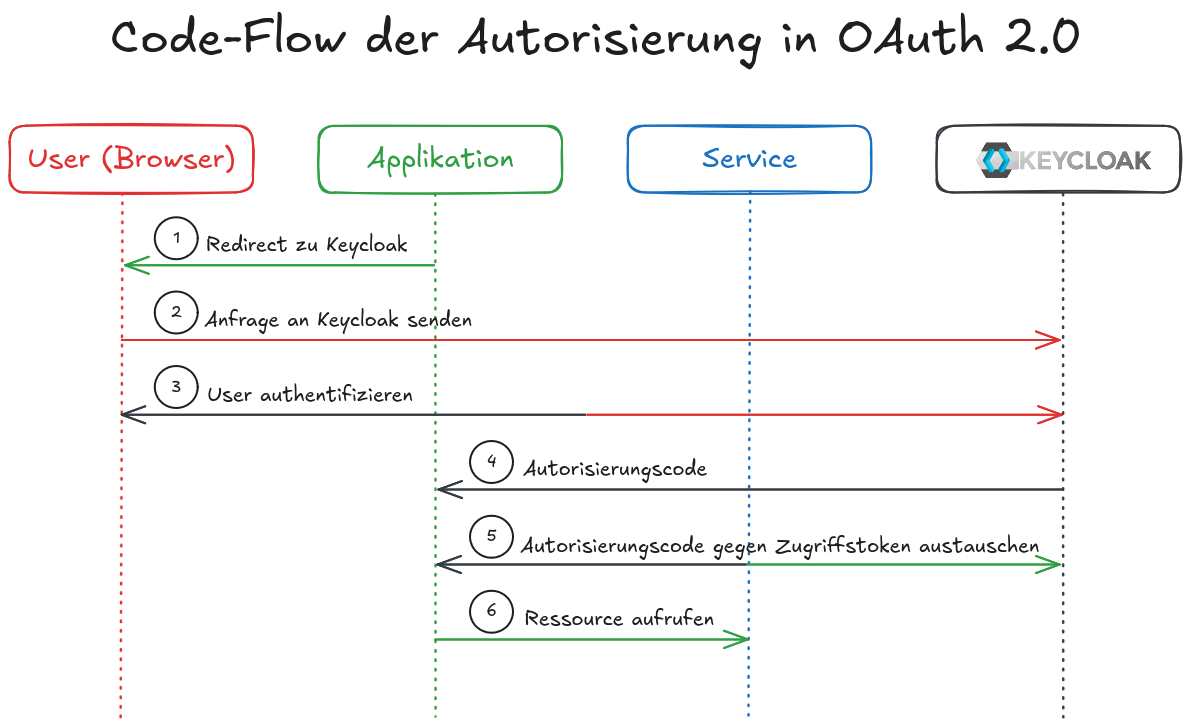 Code-Flow der Autorisierung in OAuth 2.0
User (Browser)
Applikation
Service
KEYCLOAK
1 Redirect zu Keycloak
2 Anfrage an Keycloak senden
3 User authentifizieren
4 Autorisierungscode
5 Autorisierungscode gegen Zugriffstoken austauschen
6 Ressource aufrufen